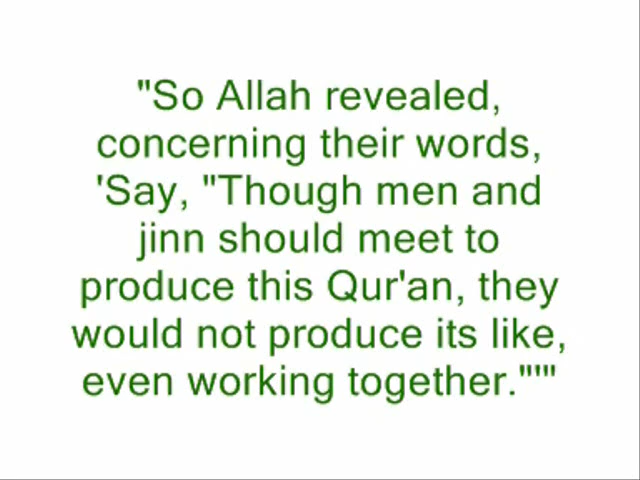 "So Allah revealed,
concerning their words,
'Say, "Though men and
jinn should meet to
produce this Qur'an, they
would not produce its like,
even working together."'"